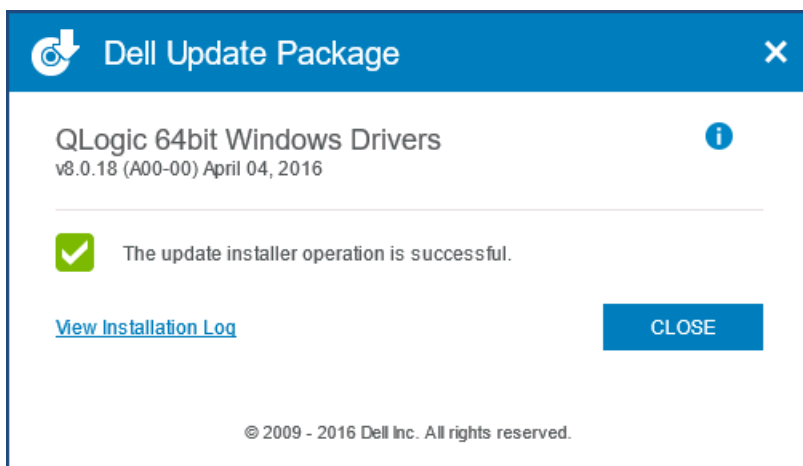 Dell Update Package
QLogic 64bit Windows Drivers
v8.0.18 (A00-00) April 04, 2016
The update installer operation is successful.
View Installation Log
CLOSE
© 2009 - 2016 Dell Inc. All rights reserved.